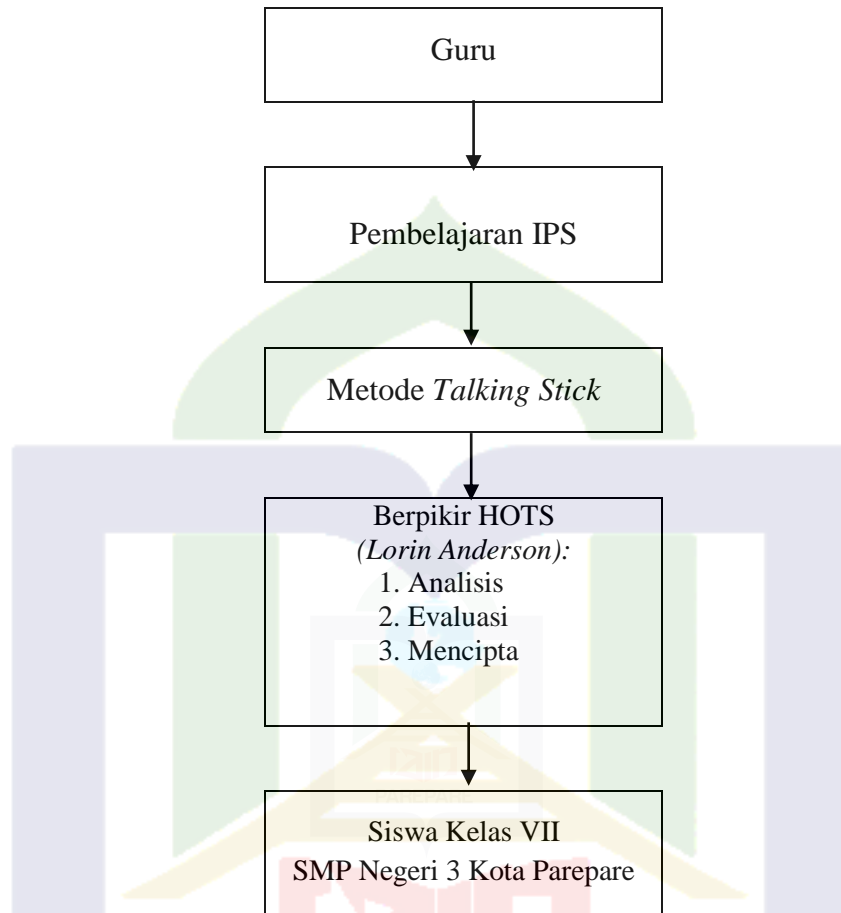 Guru
Pembelajaran IPS
Metode Talking Stick
Berpikir HOTS
(Lorin Anderson):
1. Analisis
2. Evaluasi
3. Mencipta
PAREPARE
Siswa Kelas VII
SMP Negeri 3 Kota Parepare